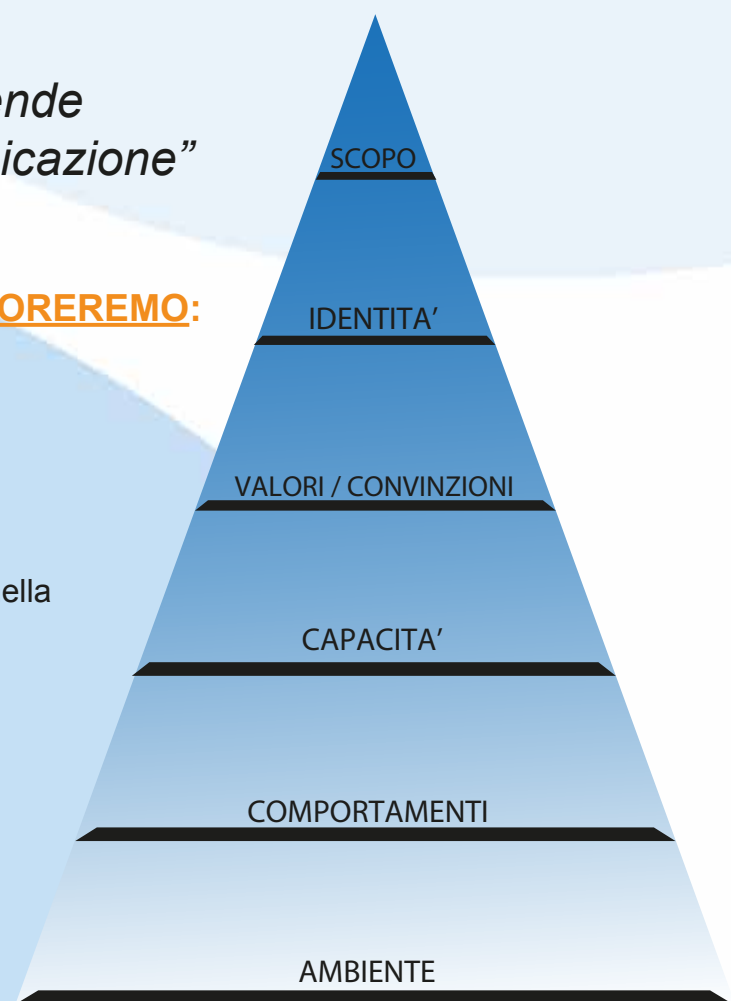 ende
icazione”
OREREMO:
ella
SCOPO
IDENTITA’
VALORI / CONVINZIONI
CAPACITA’
COMPORTAMENTI
AMBIENTE